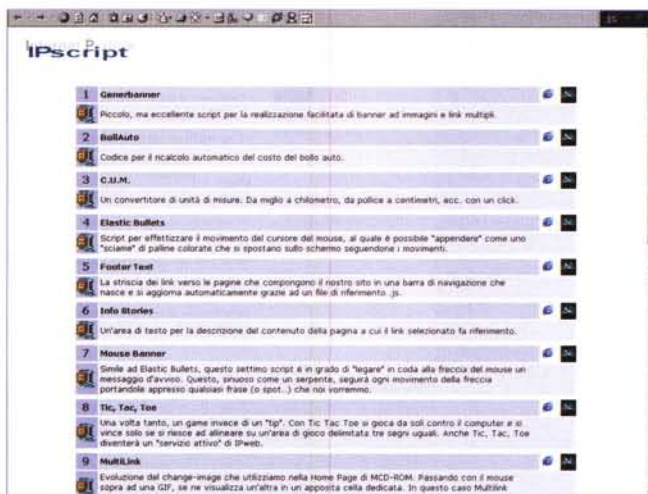 IPscript
1 Generbanner
Piccolo, ma eccellente script per la realizzazione facilitata di banner ad immagini e link multipli.
2 BollAuto
Codice per il ricalcolo automatico del costo del bollo auto.
3 C.U.M.
Un convertitore di unità di misure. Da miglio a chilometro, da pollice a centimetri, ecc. con un click.
4 Elastic Bullets
Script per effettizzare il movimento del cursore del mouse, al quale è possibile "appendere" come uno
"sciame" di palline colorate che si spostano sullo schermo seguendone i movimenti.
5 Footer Text
La striscia dei link verso le pagine che compongono il nostro sito in una barra di navigazione che
nasce e si aggiorna automaticamente grazie ad un file di riferimento .js.
6 Info Stories
Un'area di testo per la descrizione del contenuto della pagina a cui il link selezionato fa riferimento.
7 Mouse Banner
Simile ad Elastic Bullets, questo settimo script è in grado di "legare" in coda alla freccia del mouse un
messaggio d'avviso. Questo, sinuoso come un serpente, seguirà ogni movimento della freccia
portandole appresso qualsiasi frase (o spot..) che noi vorremmo.
8 Tic, Tac, Toe
Una volta tanto, un game invece di un "tip". Con Tic Tac Toe si gioca da soli contro il computer e si
vince solo se si riesce ad allineare su un'area di gioco delimitata tre segni uguali. Anche Tic, Tac, Toe
diventerà un "servizio attivo" di IPweb.
9 MultiLink
Evoluzione del change-image che utilizziamo nella Home Page di MCD-ROM. Passando con il mouse
sopra ad una GIF, se ne visualizza un'altra in un apposita cella dedicata. In questo caso Multilink